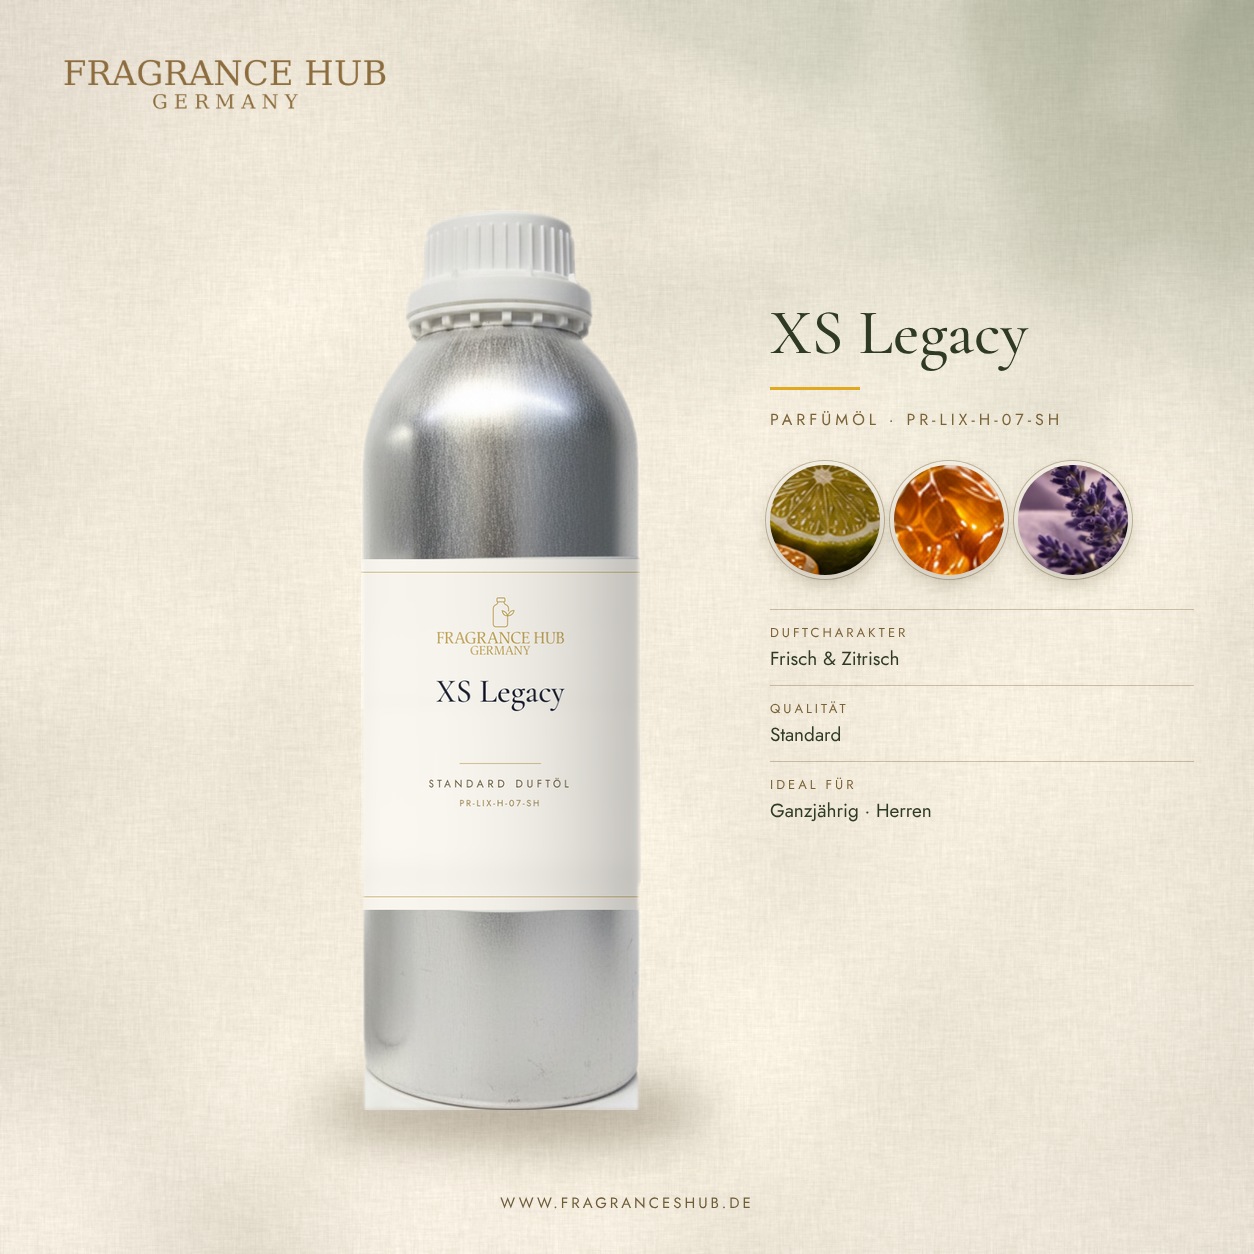 FRAGRANCE HUB
GERMANY
XS Legacy
PARFÜMÖL · PR-LIX-H-07-SH
DUFTCHARAKTER
Frisch & Zitrisch
QUALITÄT
Standard
IDEAL FÜR
Ganzjährig · Herren
FRAGRANCE HUB
GERMANY
XS Legacy
STANDARD DUFTÖL
PR-LIX-H-07-SH
WWW.FRAGRANCESHUB.DE